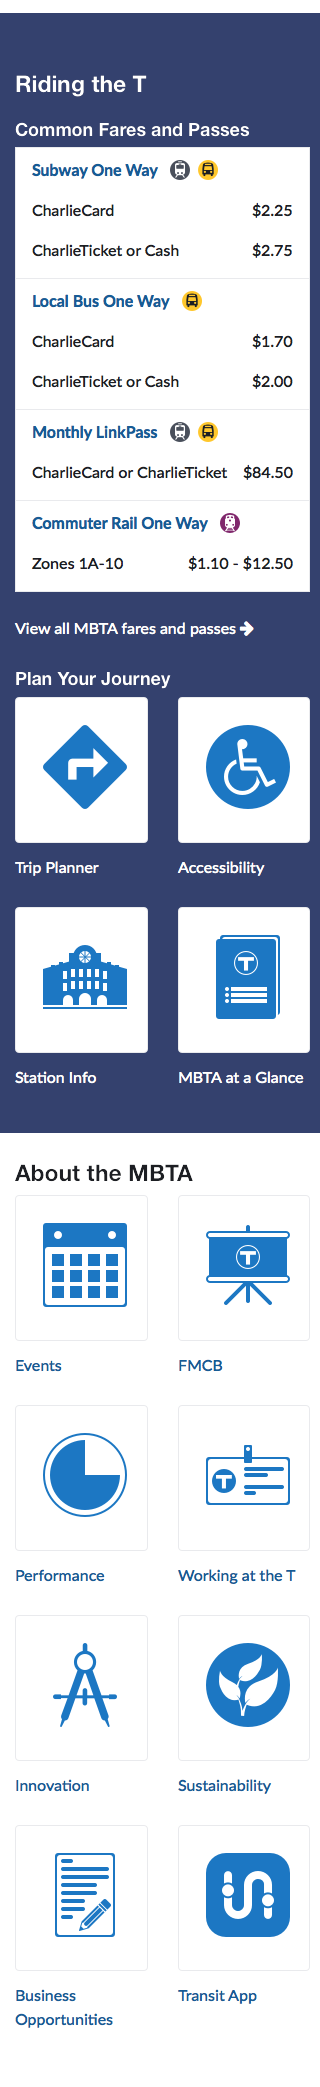 Riding the T
Common Fares and Passes
Subway One Way
CharlieCard $2.25
CharlieTicket or Cash $2.75
Local Bus One Way
CharlieCard $1.70
CharlieTicket or Cash $2.00
Monthly LinkPass
CharlieCard or CharlieTicket $84.50
Commuter Rail One Way
Zones 1A-10 $1.10 - $12.50
View all MBTA fares and passes
Plan Your Journey
Trip Planner Accessibility
T
Station Info MBTA at a Glance
About the MBTA
T
Events FMCB
T
Performance Working at the T
Innovation Sustainability
Business Opportunities Transit App